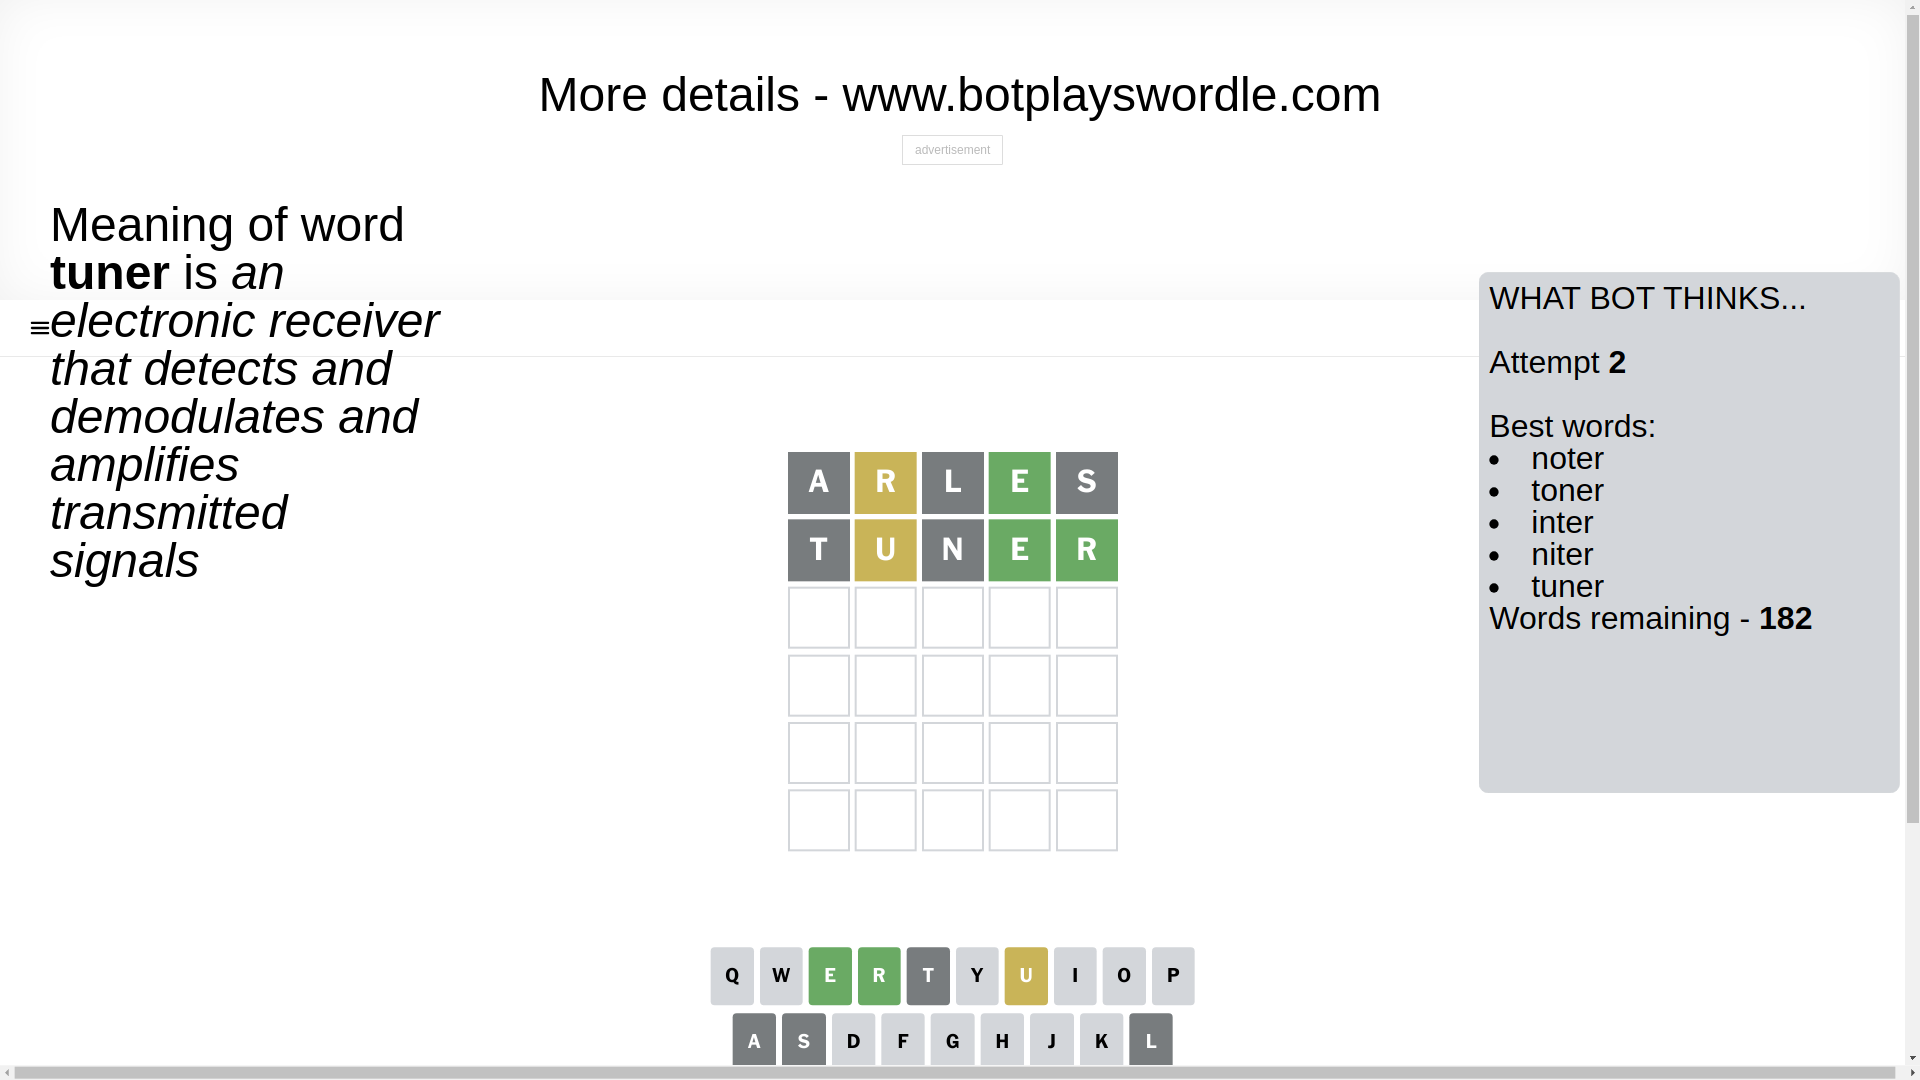 More details - www.botplayswordle.com
advertisement
Meaning of word
tuner is an
electronic receiver
that detects and
demodulates and
amplifies
transmitted
signals
WHAT BOT THINKS...
Attempt 2
Best words:
• noter
• toner
• inter
• niter
• tuner
Words remaining - 182
A R L E S
T U N E R
Q W E R T Y U I O P
A S D F G H J K L